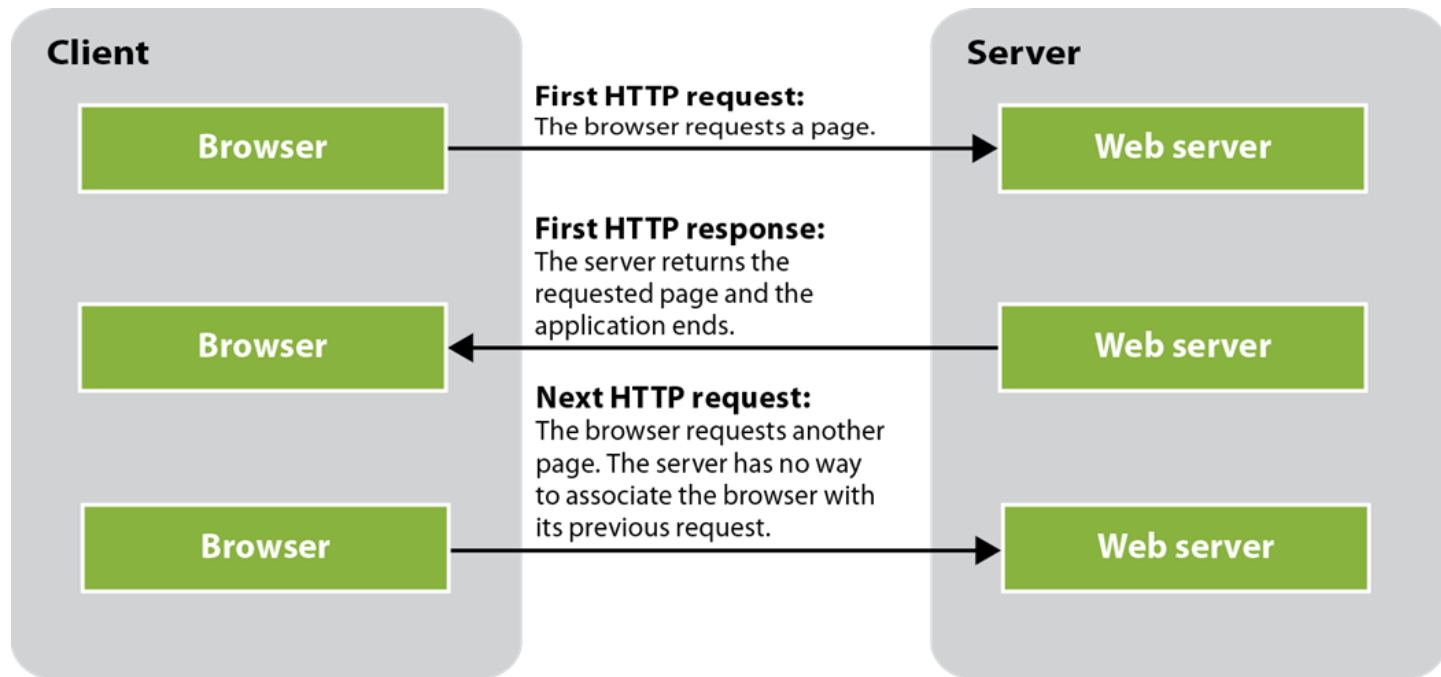 Client
Server
First HTTP request:
The browser requests a page.
Browser
Web server
First HTTP response:
The server returns the
requested page and the
application ends.
Browser
Web server
Next HTTP request:
The browser requests another
page. The server has no way
to associate the browser with
its previous request.
Browser
Web server